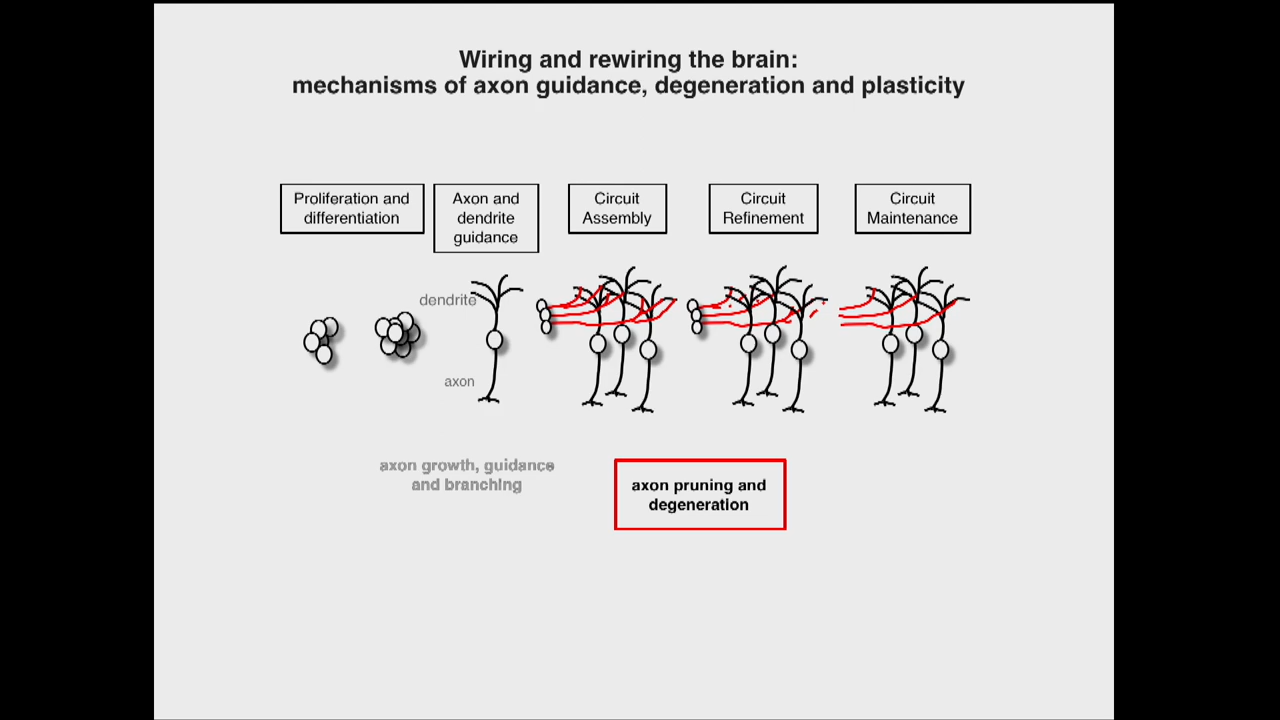 Wiring and rewiring the brain:
mechanisms of axon guidance, degeneration and plasticity
Proliferation and
differentiation
Axon and
dendrite
guidance
Circuit
Assembly
Circuit
Refinement
Circuit
Maintenance
dendrite
axon
axon growth, guidance
and branching
axon pruning and
degeneration